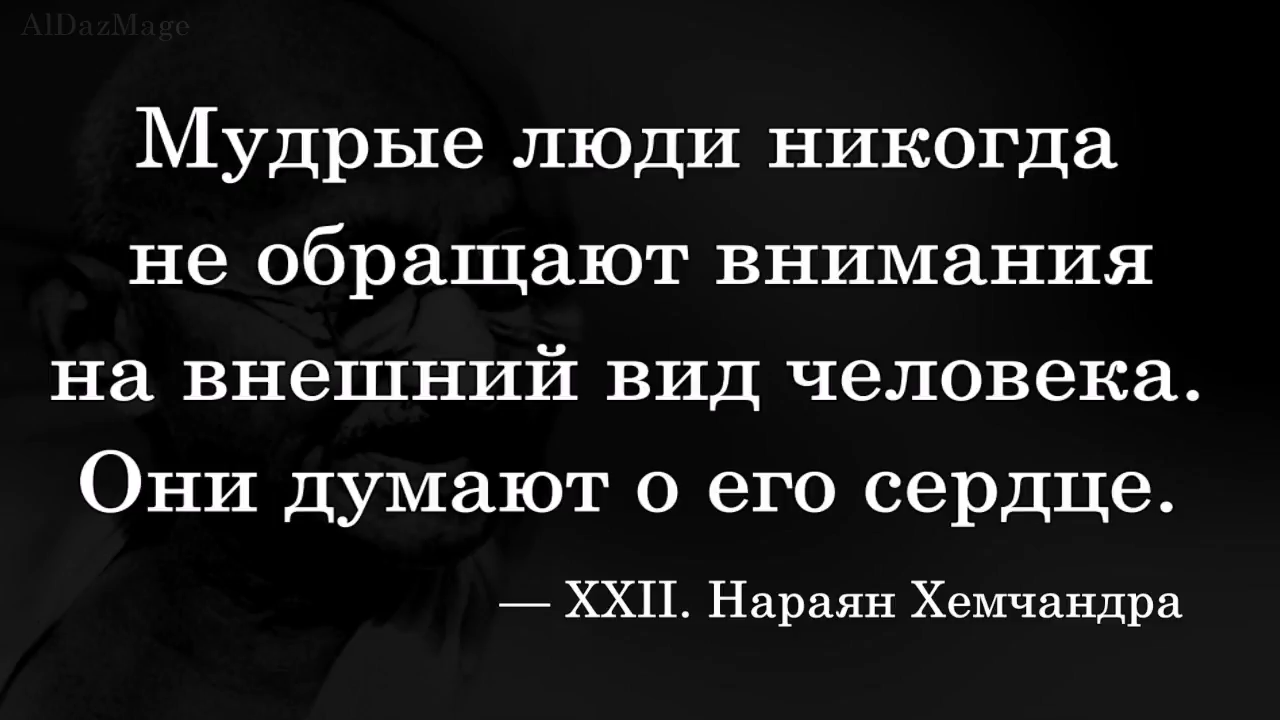 AlDazMage
Мудрые люди никогда
не обращают внимания
на внешний вид человека.
Они думают о его сердце.
— XXII. Нараян Хемчандра